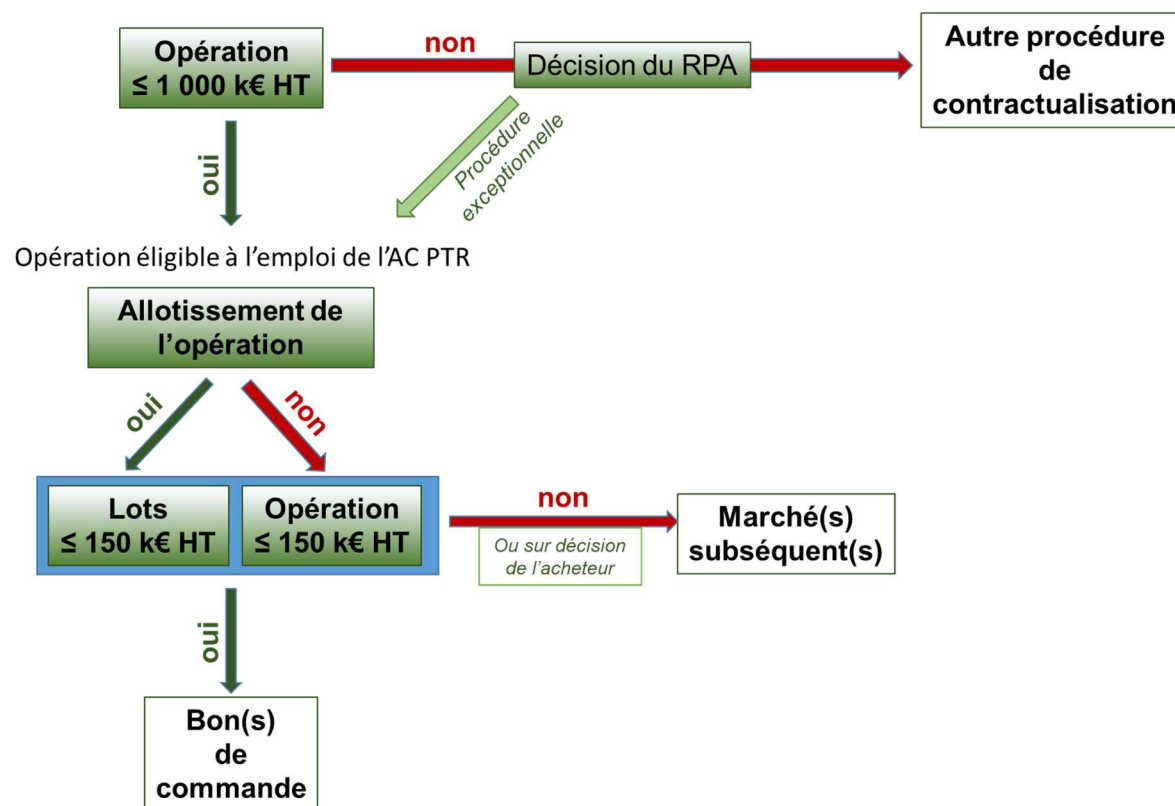 Opération
≤ 1 000 k€ HT
non
Décision du RPA
Autre procédure
de
contractualisation
oui
Procédure
exceptionnelle
Opération éligible à l’emploi de l’AC PTR
Allotissement de
l’opération
oui
non
Lots
≤ 150 k€ HT
Opération
≤ 150 k€ HT
non
Ou sur décision
de l’acheteur
Marché(s)
subséquent(s)
oui
Bon(s)
de
commande